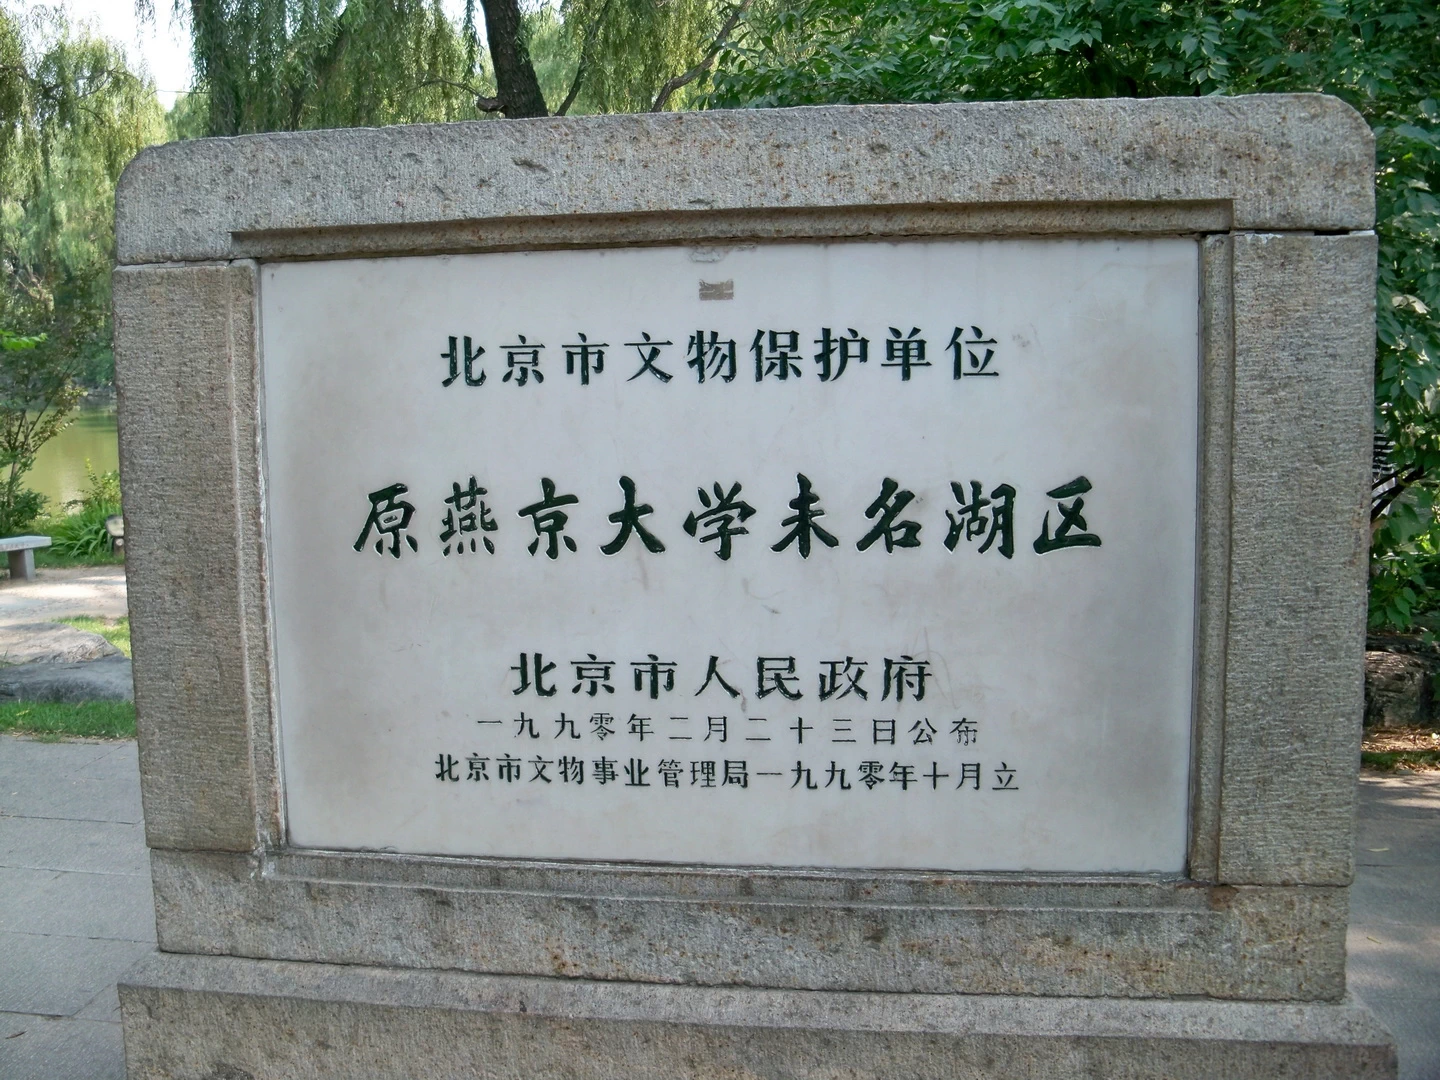 北京市文物保护单位
原燕京大学未名湖区
北京市人民政府
一九九零年二月二十三日公布
北京市文物事业管理局一九九零年十月立